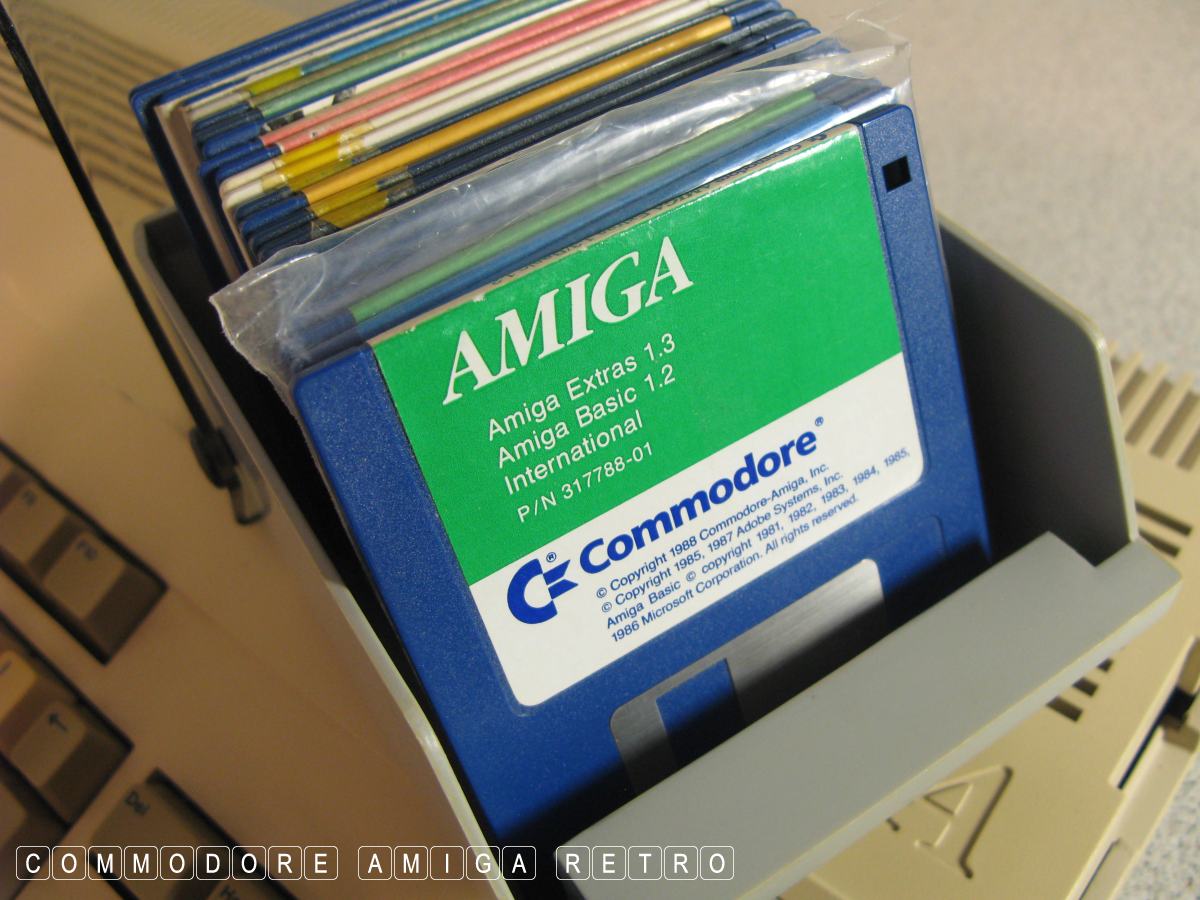 AMIGA
Amiga Extras 1.3
Amiga Basic 1.2
International
P/N 317788-01
Commodore®
© Copyright 1988 Commodore-Amiga, Inc.
© Copyright 1985, 1987 Adobe Systems, Inc.
Amiga Basic © copyright 1981, 1982, 1983, 1984, 1985,
1986 Microsoft Corporation. All rights reserved.
Del
A
COMMODORE AMIGA RETRO